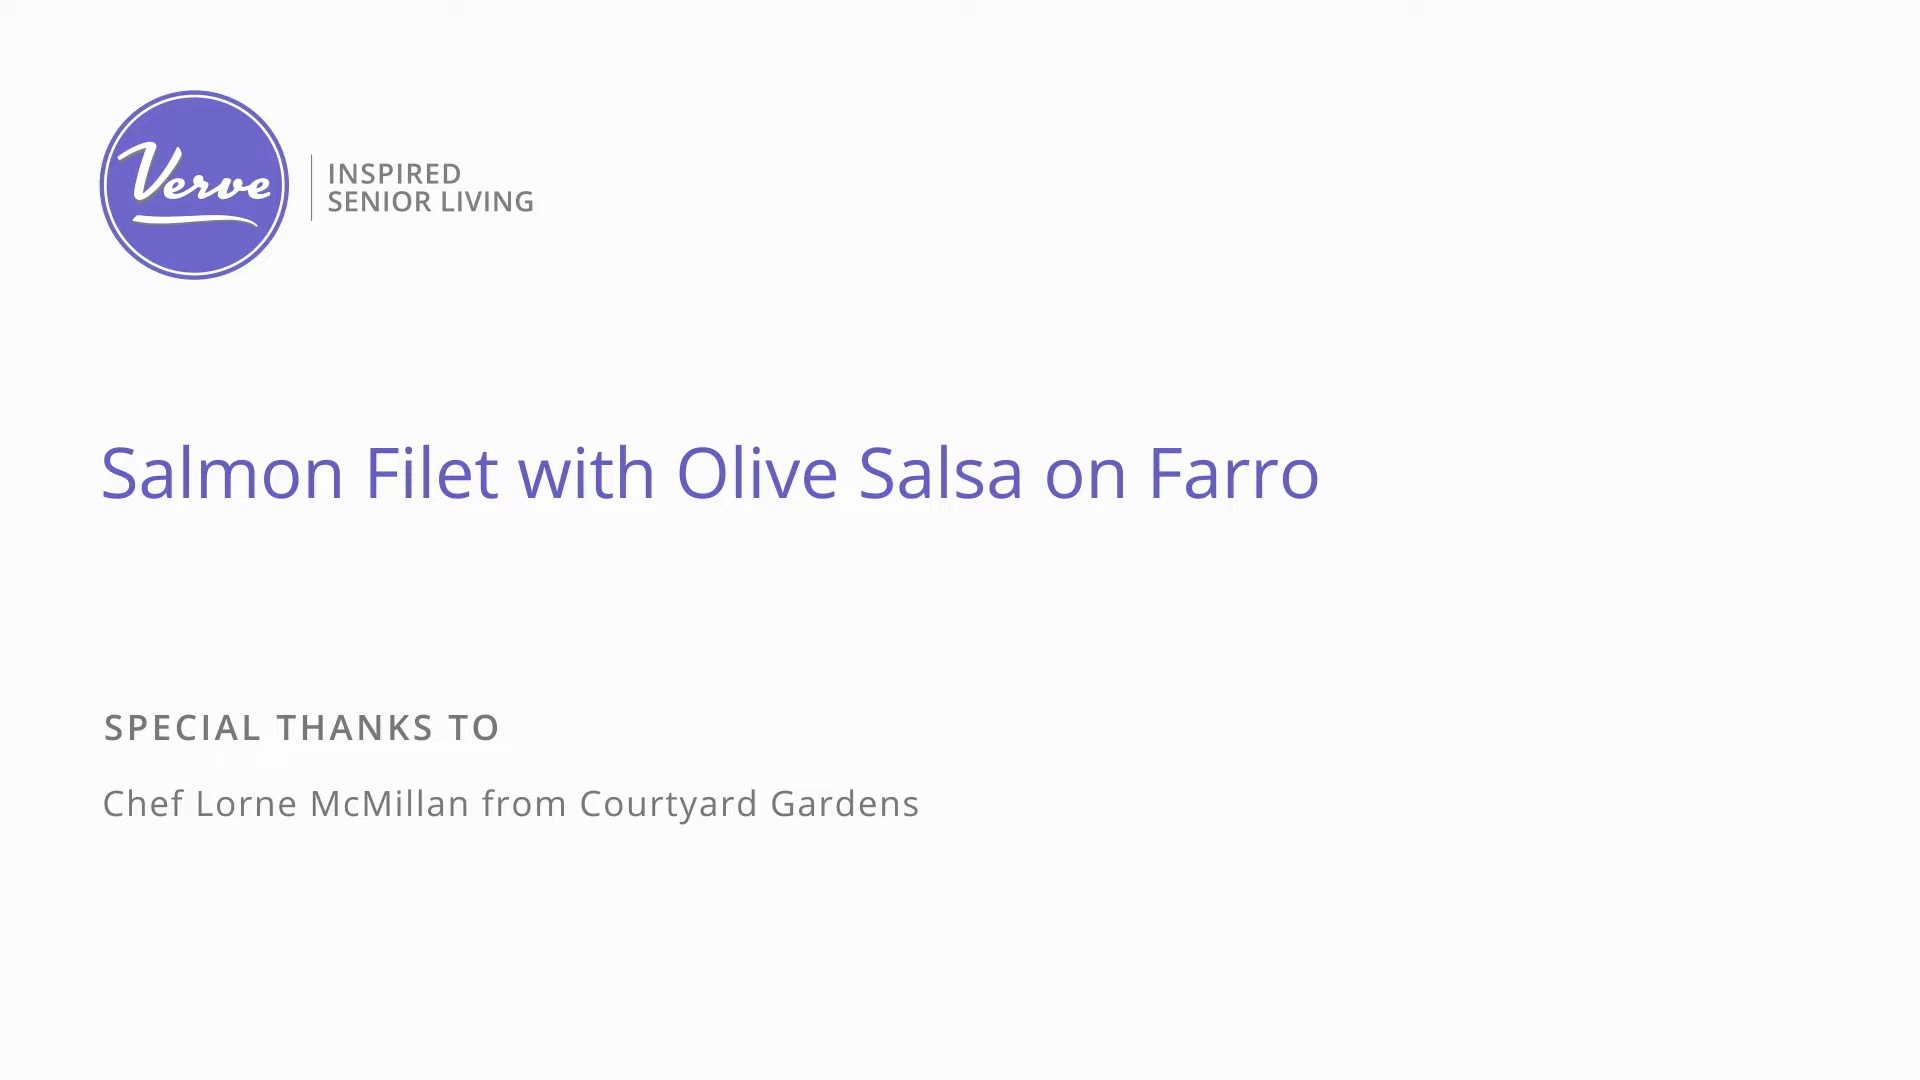 Verve
INSPIRED
SENIOR LIVING
Salmon Filet with Olive Salsa on Farro
SPECIAL THANKS TO
Chef Lorne McMillan from Courtyard Gardens